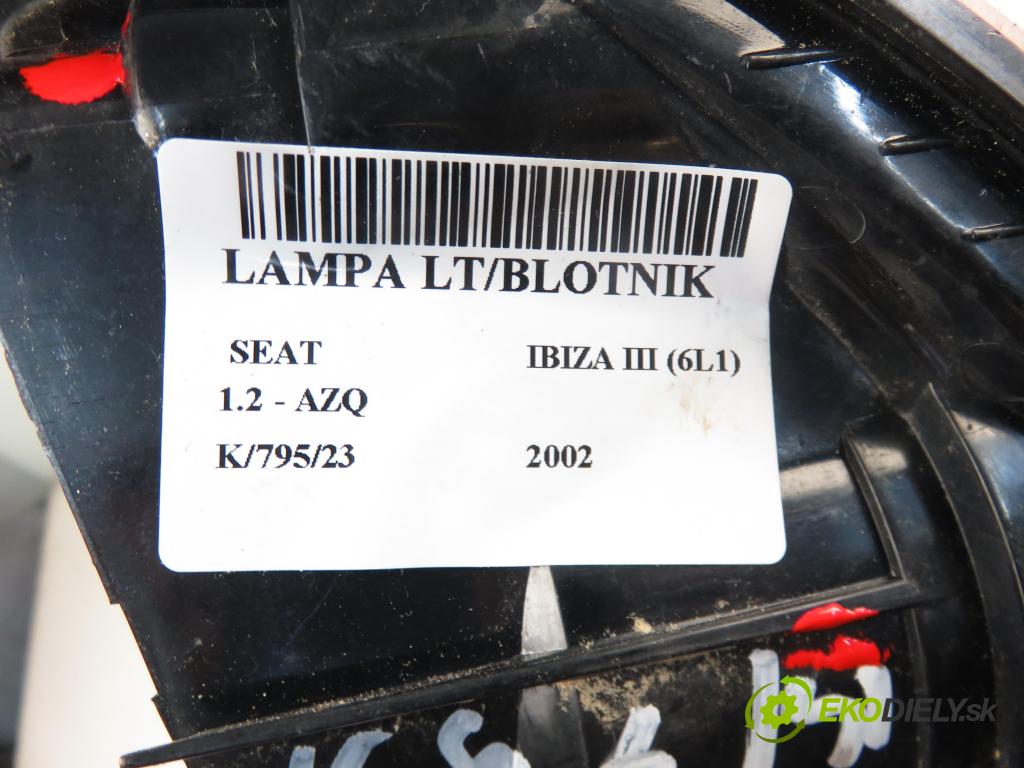 LAMPA LT/BLOTNIK
SEAT IBIZA III (6L1)
1.2 - AZQ
K/795/23 2002
EKODIELY.sk